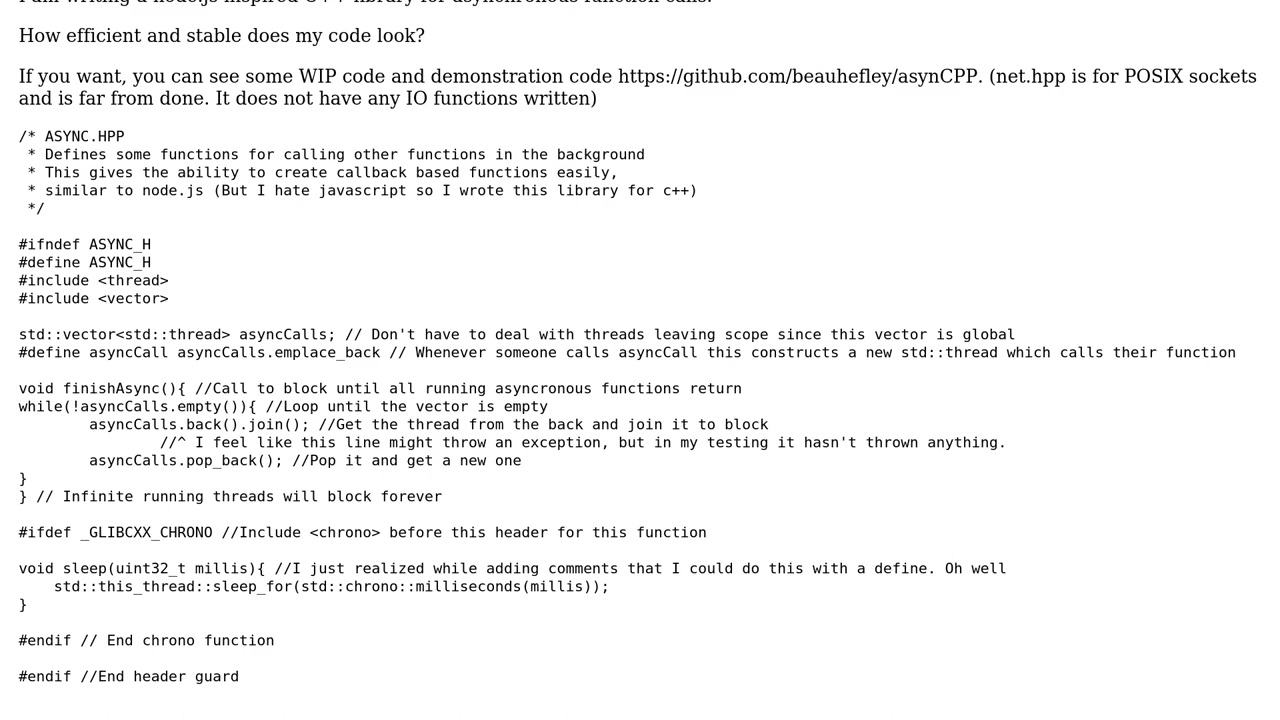 I am writing a node.js inspired C++ library for asynchronous function calls.
How efficient and stable does my code look?
If you want, you can see some WIP code and demonstration code https://github.com/beauhefley/asynCPP. (net.hpp is for POSIX sockets
and is far from done. It does not have any IO functions written)
/* ASYNC.HPP
 * Defines some functions for calling other functions in the background
 * This gives the ability to create callback based functions easily,
 * similar to node.js (But I hate javascript so I wrote this library for c++)
 */
#ifndef ASYNC_H
#define ASYNC_H
#include <thread>
#include <vector>
std::vector<std::thread> asyncCalls; // Don't have to deal with threads leaving scope since this vector is global
#define asyncCall asyncCalls.emplace_back // Whenever someone calls asyncCall this constructs a new std::thread which calls their function
void finishAsync(){ //Call to block until all running asyncronous functions return
while(!asyncCalls.empty()){ //Loop until the vector is empty
        asyncCalls.back().join(); //Get the thread from the back and join it to block
                //^ I feel like this line might throw an exception, but in my testing it hasn't thrown anything.
        asyncCalls.pop_back(); //Pop it and get a new one
}
} // Infinite running threads will block forever
#ifdef _GLIBCXX_CHRONO //Include <chrono> before this header for this function
void sleep(uint32_t millis){ //I just realized while adding comments that I could do this with a define. Oh well
    std::this_thread::sleep_for(std::chrono::milliseconds(millis));
}
#endif // End chrono function
#endif //End header guard